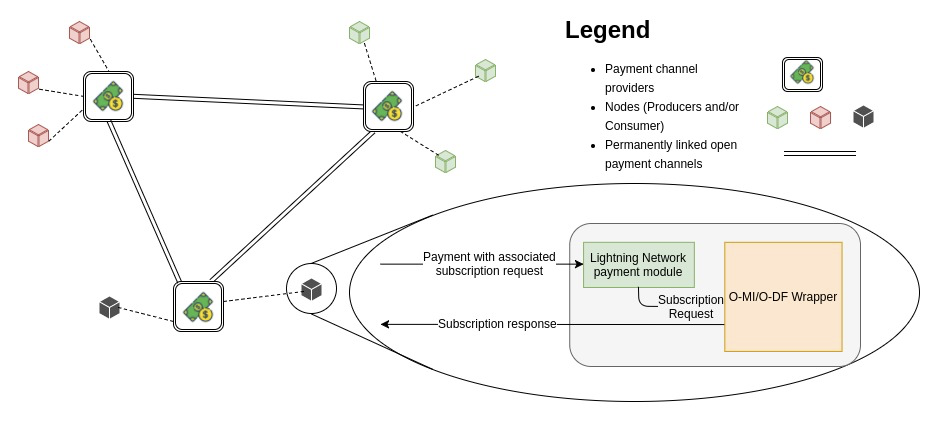 Legend
Payment channel
providers
Nodes (Producers and/or
Consumer)
Permanently linked open
payment channels
Payment with associated
subscription request
Lightning Network
payment module
Subscription
Request
O-MI/O-DF Wrapper
Subscription response